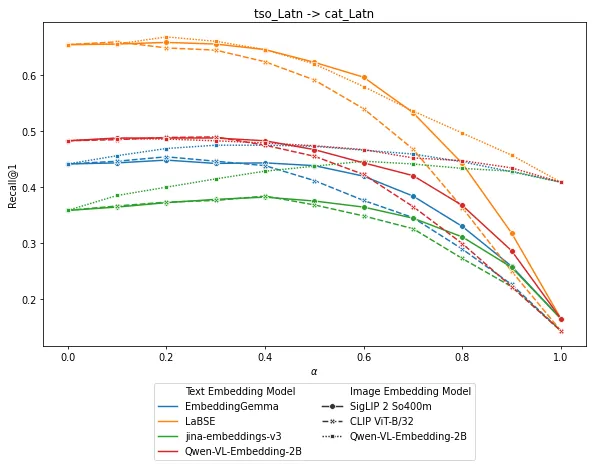 tso_Latn -> cat_Latn
Recall@1
0.6
0.5
0.4
0.3
0.2
0.0 0.2 0.4 0.6 0.8 1.0
α
Text Embedding Model Image Embedding Model
EmbeddingGemma SigLIP 2 So400m
LaBSE CLIP ViT-B/32
jina-embeddings-v3 Qwen-VL-Embedding-2B
Qwen-VL-Embedding-2B